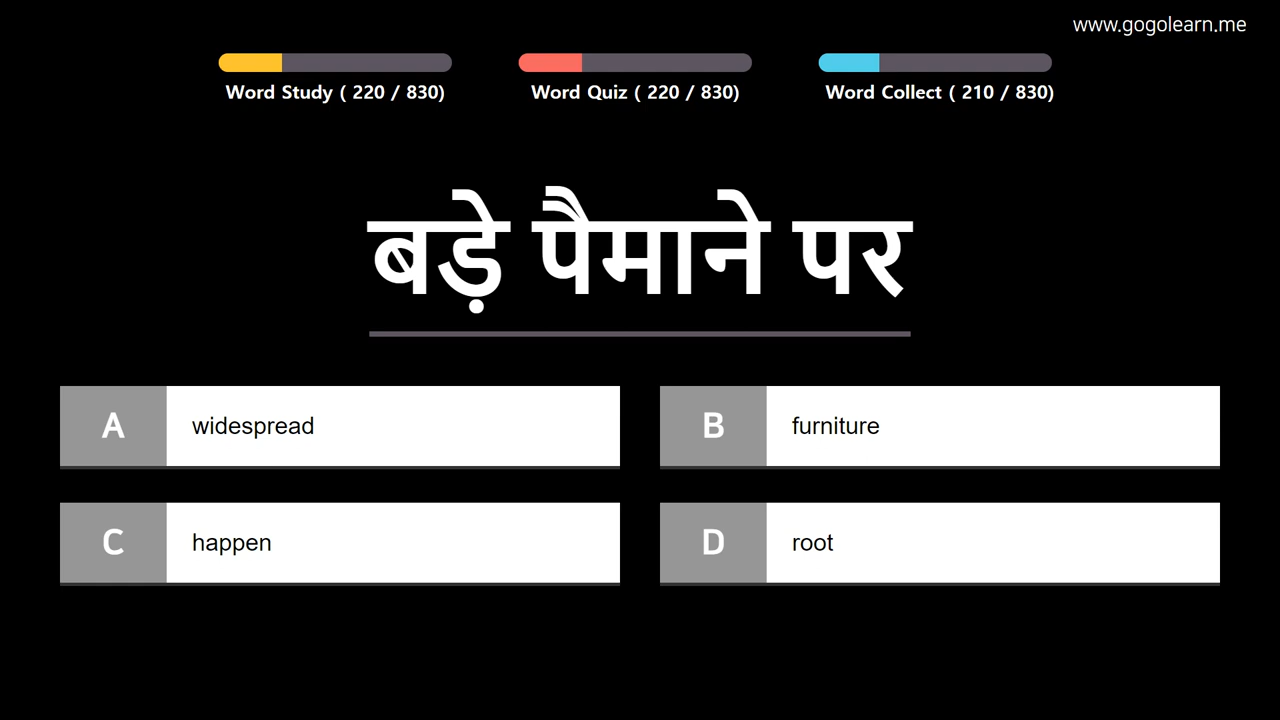 www.gogolearn.me
Word Study ( 220 / 830)
Word Quiz ( 220 / 830)
Word Collect ( 210 / 830)
बड़े पैमाने पर
A widespread
B furniture
C happen
D root